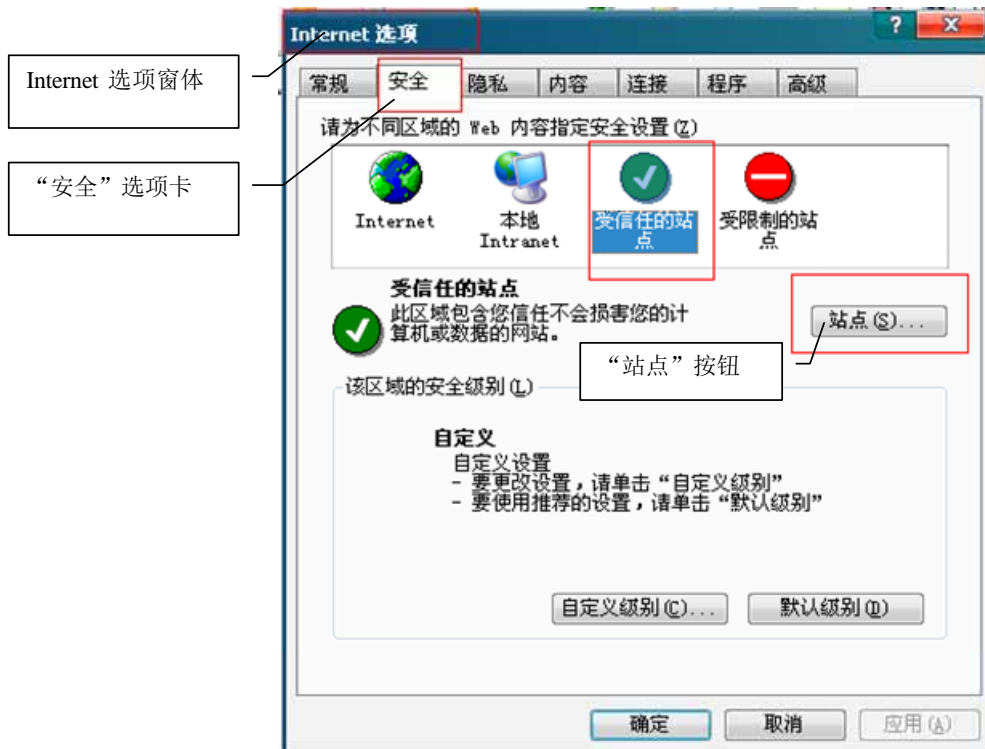 Internet 选项
Internet 选项窗体
常规 安全 隐私 内容 连接 程序 高级
请为不同区域的 Web 内容指定安全设置(Z)
“安全”选项卡
Internet
本地
Intranet
受信任的站
点
受限制的站
点
受信任的站点
此区域包含您信任不会损害您的计
算机或数据的网站。
站点(S)...
“站点”按钮
该区域的安全级别(L)
自定义
自定义设置
- 要更改设置，请单击“自定义级别”
- 要使用推荐的设置，请单击“默认级别”
自定义级别(C)... 默认级别(D)
确定 取消 应用(A)